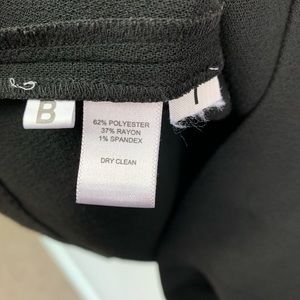 B
62% POLYESTER
37% RAYON
1% SPANDEX
DRY CLEAN